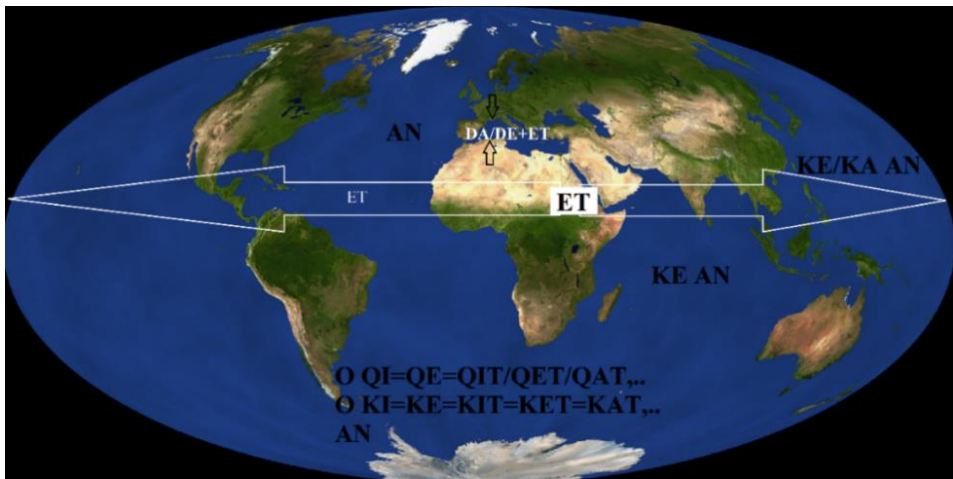 AN
DA/DE+ET
KE/KA AN
ET
ET
KE AN
O QI=QE=QIT/QET/QAT,..
O KI=KE=KIT=KET=KAT,..
AN